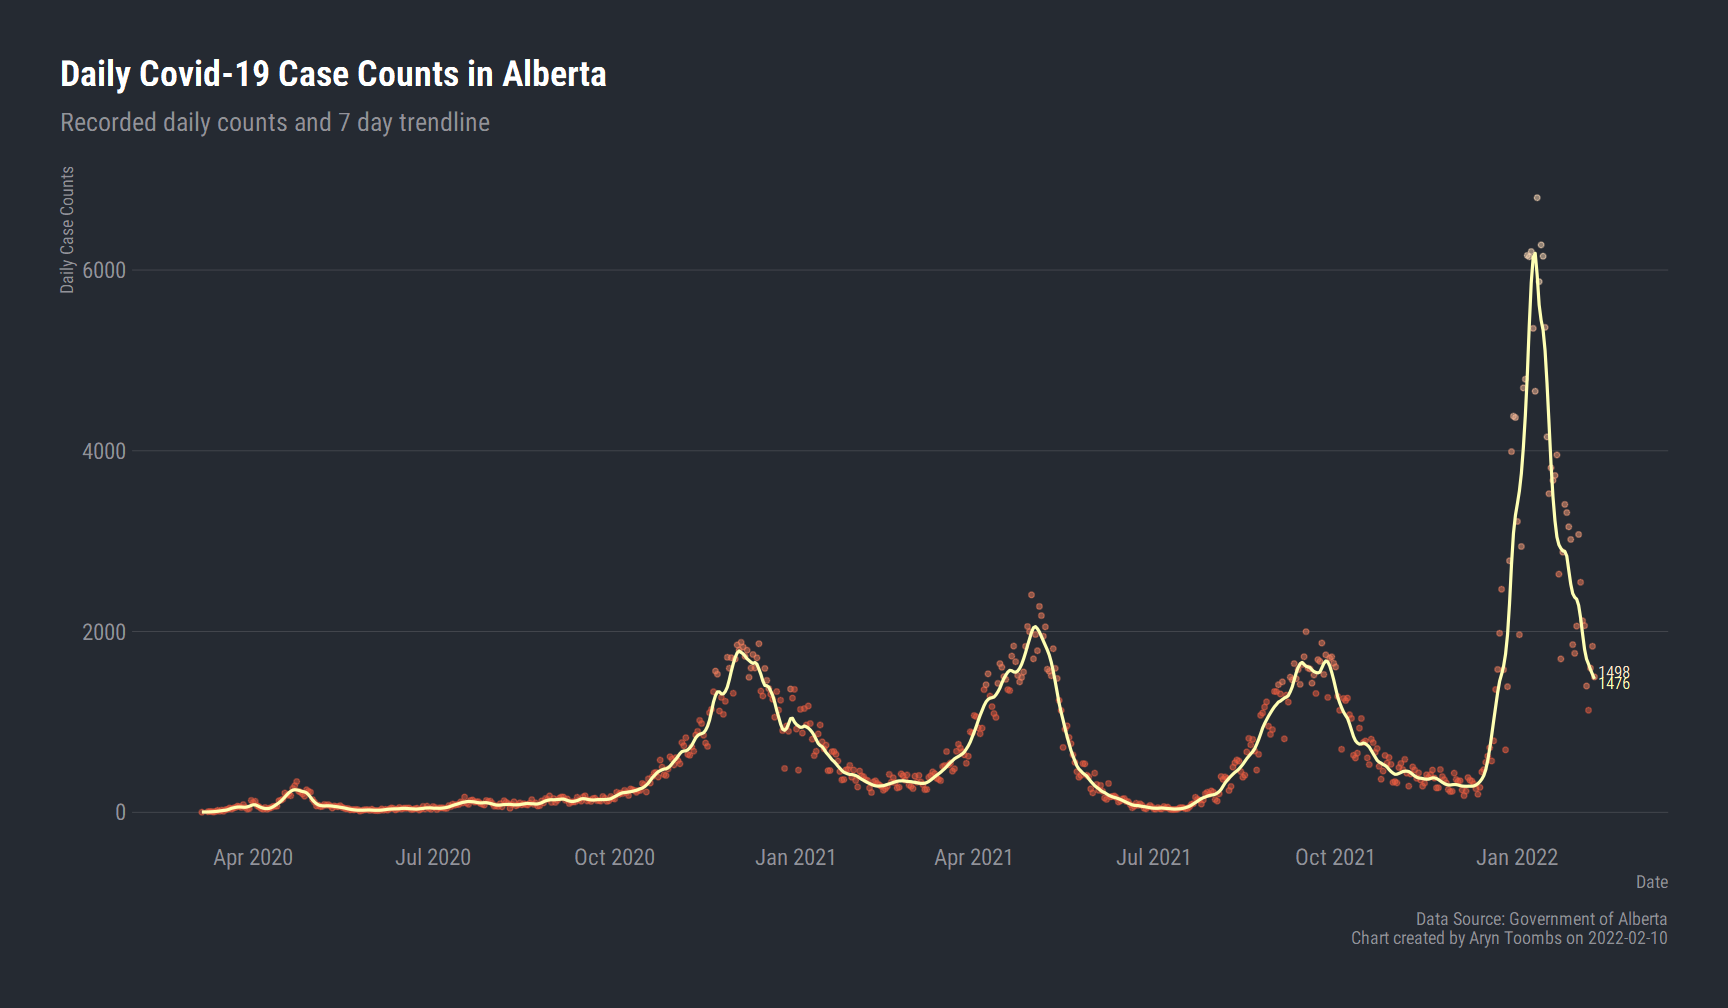 Daily Covid-19 Case Counts in Alberta
Recorded daily counts and 7 day trendline
Daily Case Counts
6000
4000
2000
0
1498
1476
Apr 2020
Jul 2020
Oct 2020
Jan 2021
Apr 2021
Jul 2021
Oct 2021
Jan 2022
Date
Data Source: Government of Alberta
Chart created by Aryn Toombs on 2022-02-10